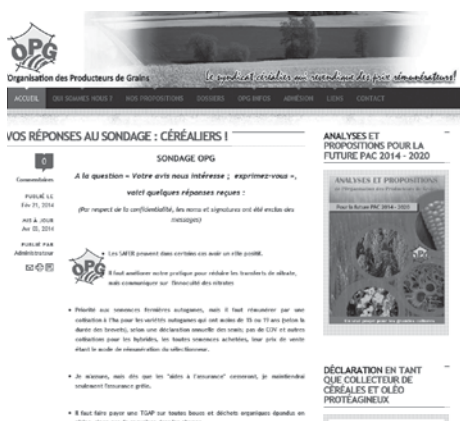 OPG
Organisation des Producteurs de Grains
Le syndicat céréalier qui revendique des prix rémunérateurs!
ACCUEIL QUI SOMMES NOUS ? NOS PROPOSITIONS DOSSIERS OPG INFOS ADHÉSION LIENS CONTACT
VOS RÉPONSES AU SONDAGE : CÉRÉALIERS !
0
Commentaires
PUBLIÉ LE
Fév 21, 2014
MIS À JOUR
Avr 03, 2014
PUBLIÉ PAR
Administrateur
SONDAGE OPG
A la question « Votre avis nous intéresse ; exprimez-vous »,
voici quelques réponses reçues :
(Par respect de la confidentialité, les noms et signatures ont été exclus des
messages)
OPG
• Les SAFER peuvent dans certains cas avoir un rôle positif.
Il faut améliorer notre pratique pour réduire les transferts de nitrate,
mais communiquer sur l'innocuité des nitrates
• Priorité aux semences fermières autogames, mais il faut rémunérer par une
cotisation à l'ha pour les variétés autogames qui ont moins de 15 ou 19 ans (selon la
durée des brevets), selon une déclaration annuelle des semis; pas de COV et autres
cotisations pour les hybrides, les hautes semences achetées, leur prix de vente
étant le mode de rémunération du sélectionneur.
• Je m'assure, mais dès que les "aides à l'assurance" cesseront, je maintiendrai
seulement l'assurance grêle.
• Il faut faire payer une TGAP sur toutes boues et déchets organiques épandus en
ANALYSES ET
PROPOSITIONS POUR LA
FUTURE PAC 2014 - 2020
ANALYSES ET PROPOSITIONS
de l'Organisation des Producteurs de Grains
Pour la future PAC 2014 - 2020
DÉCLARATION EN TANT
QUE COLLECTEUR DE
CÉRÉALES ET OLÉO
PROTÉAGINEUX